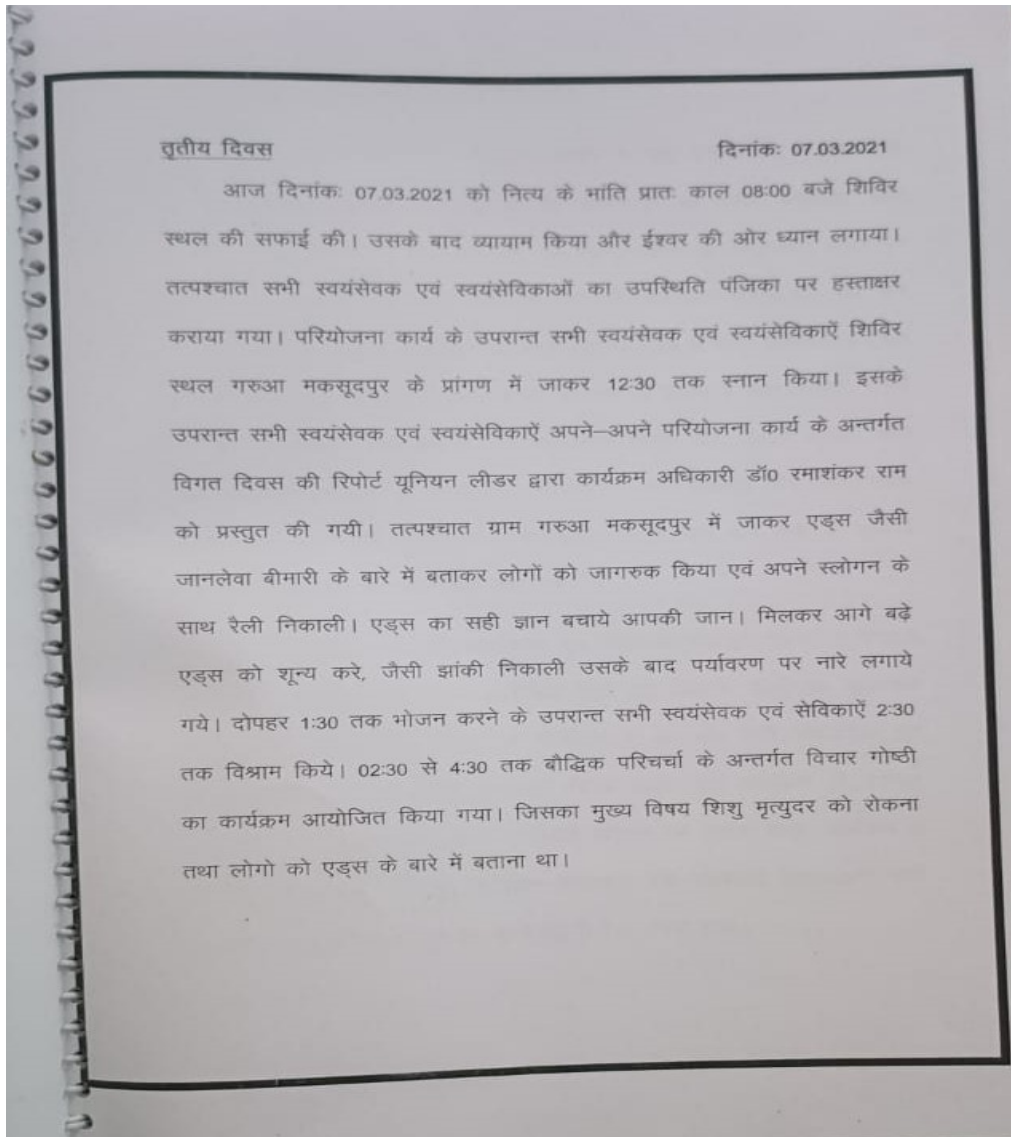 तृतीय दिवस दिनांकः 07.03.2021
आज दिनांकः 07.03.2021 को नित्य के भांति प्रातः काल 08:00 बजे शिविर
स्थल की सफाई की। उसके बाद व्यायाम किया और ईश्वर की ओर ध्यान लगाया।
तत्पश्चात सभी स्वयंसेवक एवं स्वयंसेविकाओं का उपस्थिति पंजिका पर हस्ताक्षर
कराया गया। परियोजना कार्य के उपरान्त सभी स्वयंसेवक एवं स्वयंसेविकाऐं शिविर
स्थल गरुआ मकसूदपुर के प्रांगण में जाकर 12:30 तक स्नान किया। इसके
उपरान्त सभी स्वयंसेवक एवं स्वयंसेविकाऐं अपने–अपने परियोजना कार्य के अन्तर्गत
विगत दिवस की रिपोर्ट यूनियन लीडर द्वारा कार्यक्रम अधिकारी डॉ0 रमाशंकर राम
को प्रस्तुत की गयी। तत्पश्चात ग्राम गरुआ मकसूदपुर में जाकर एड्स जैसी
जानलेवा बीमारी के बारे में बताकर लोगों को जागरुक किया एवं अपने स्लोगन के
साथ रैली निकाली। एड्स का सही ज्ञान बचाये आपकी जान। मिलकर आगे बढ़े
एड्स को शून्य करे, जैसी झांकी निकाली उसके बाद पर्यावरण पर नारे लगाये
गये। दोपहर 1:30 तक भोजन करने के उपरान्त सभी स्वयंसेवक एवं सेविकाऐं 2:30
तक विश्राम किये। 02:30 से 4:30 तक बौद्धिक परिचर्चा के अन्तर्गत विचार गोष्ठी
का कार्यक्रम आयोजित किया गया। जिसका मुख्य विषय शिशु मृत्युदर को रोकना
तथा लोगो को एड्स के बारे में बताना था।